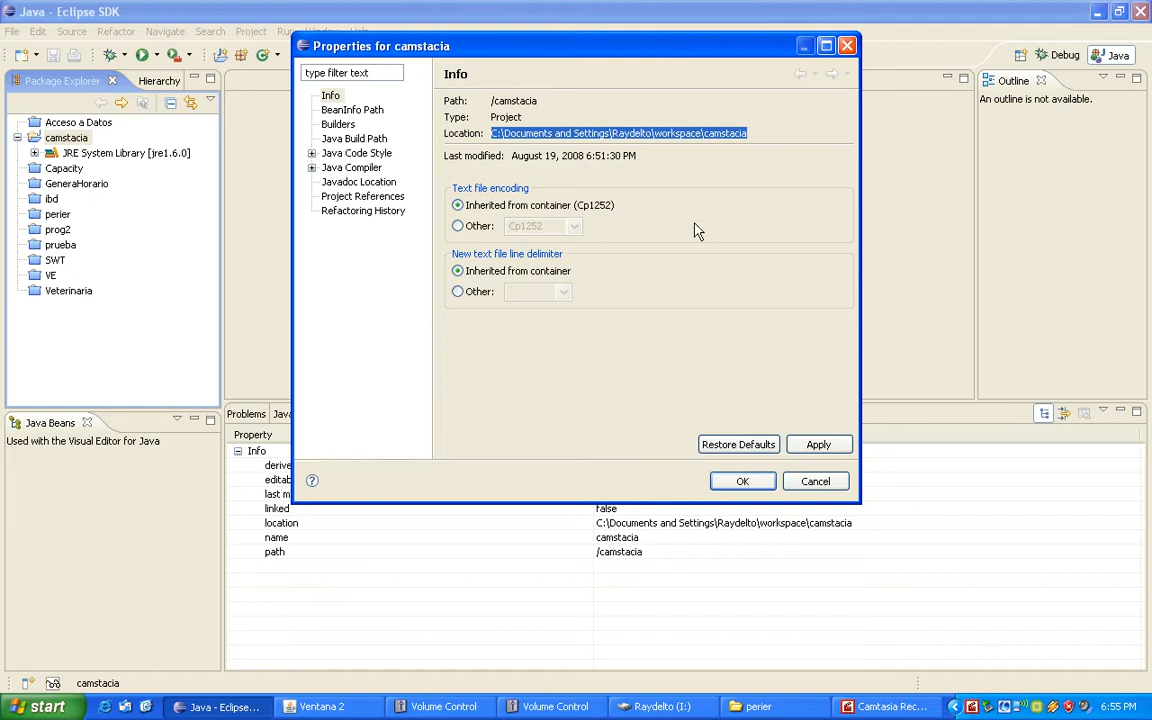 Java - Eclipse SDK
File Edit Source Refactor Navigate Search Project Run Window Help
Debug Java
Package Explorer Hierarchy
Acceso a Datos
camstacia
JRE System Library [jre1.6.0]
Capacity
GeneraHorario
ibd
perier
prog2
prueba
SWT
VE
Veterinaria
Properties for camstacia
type filter text
Info
BeanInfo Path
Builders
Java Build Path
Java Code Style
Java Compiler
Javadoc Location
Project References
Refactoring History
Info
Path: /camstacia
Type: Project
Location: C:\Documents and Settings\Raydelto\workspace\camstacia
Last modified: August 19, 2008 6:51:30 PM
Text file encoding
Inherited from container (Cp1252)
Other: Cp1252
New text file line delimiter
Inherited from container
Other:
Restore Defaults Apply
OK Cancel
Outline
An outline is not available.
Java Beans
Used with the Visual Editor for Java
Problems Java
Property
Info
derive
editab
last m
linked false
location C:\Documents and Settings\Raydelto\workspace\camstacia
name camstacia
path /camstacia
camstacia
start
Java - Eclipse...
Ventana 2
Volume Control
Volume Control
Raydelto (I:)
perier
Camtasia Rec...
6:55 PM